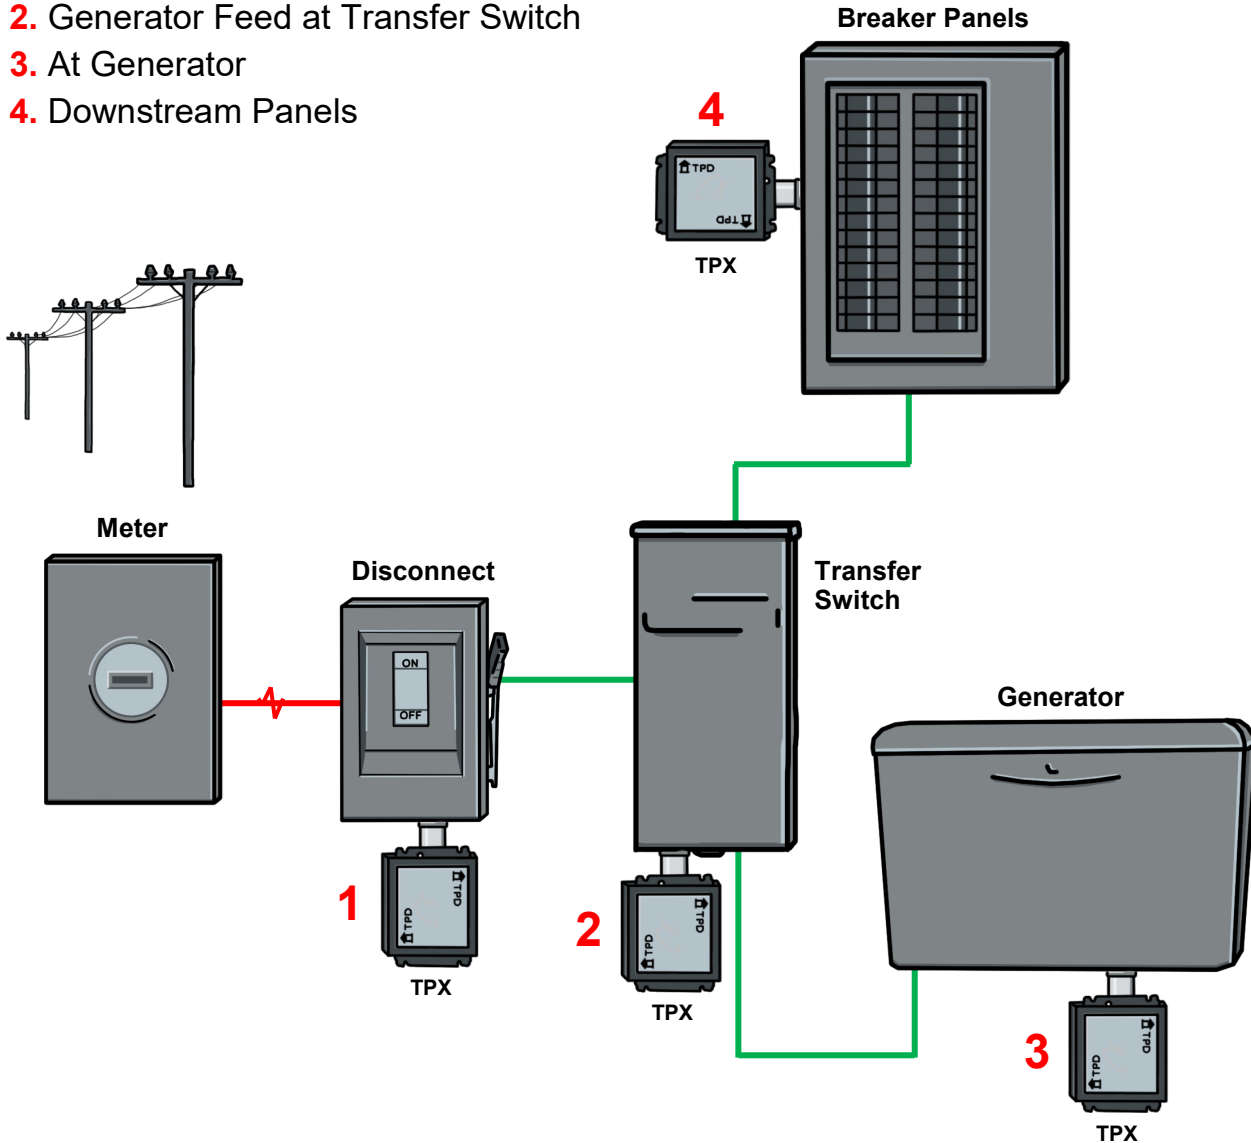 2. Generator Feed at Transfer Switch
3. At Generator
4. Downstream Panels
Breaker Panels
4
TPD
TPD
TPX
Meter
Disconnect
ON
OFF
Transfer
Switch
Generator
1
TPD
TPD
TPX
2
TPD
TPD
TPX
3
TPD
TPD
TPX